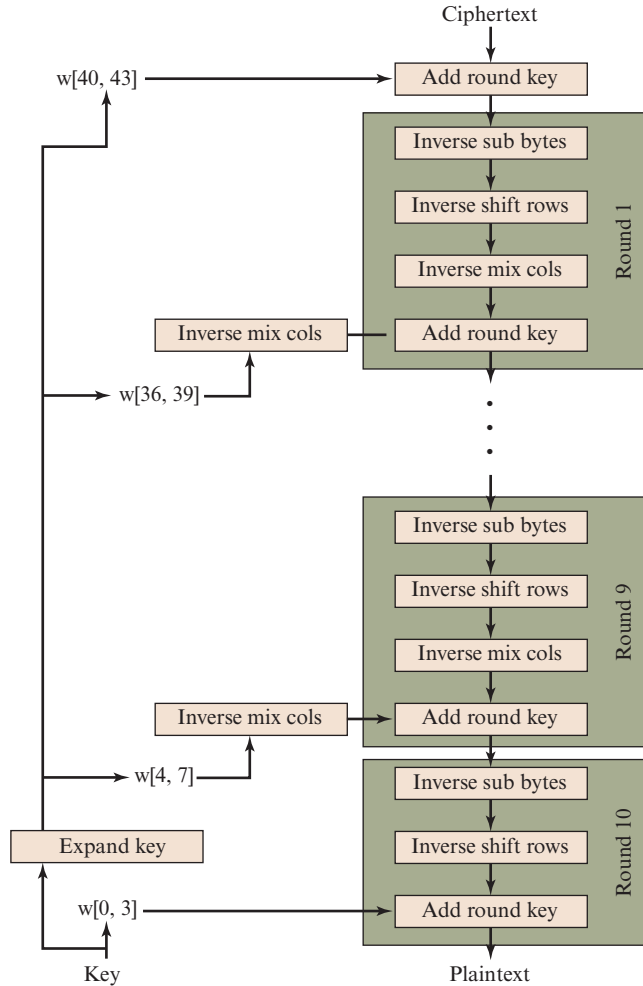 Ciphertext
w[40, 43]
Add round key
Inverse sub bytes
Inverse shift rows
Inverse mix cols
Add round key
Round 1
Inverse mix cols
w[36, 39]
Inverse sub bytes
Inverse shift rows
Inverse mix cols
Add round key
Round 9
Inverse mix cols
w[4, 7]
Inverse sub bytes
Inverse shift rows
Add round key
Round 10
Expand key
w[0, 3]
Key
Plaintext